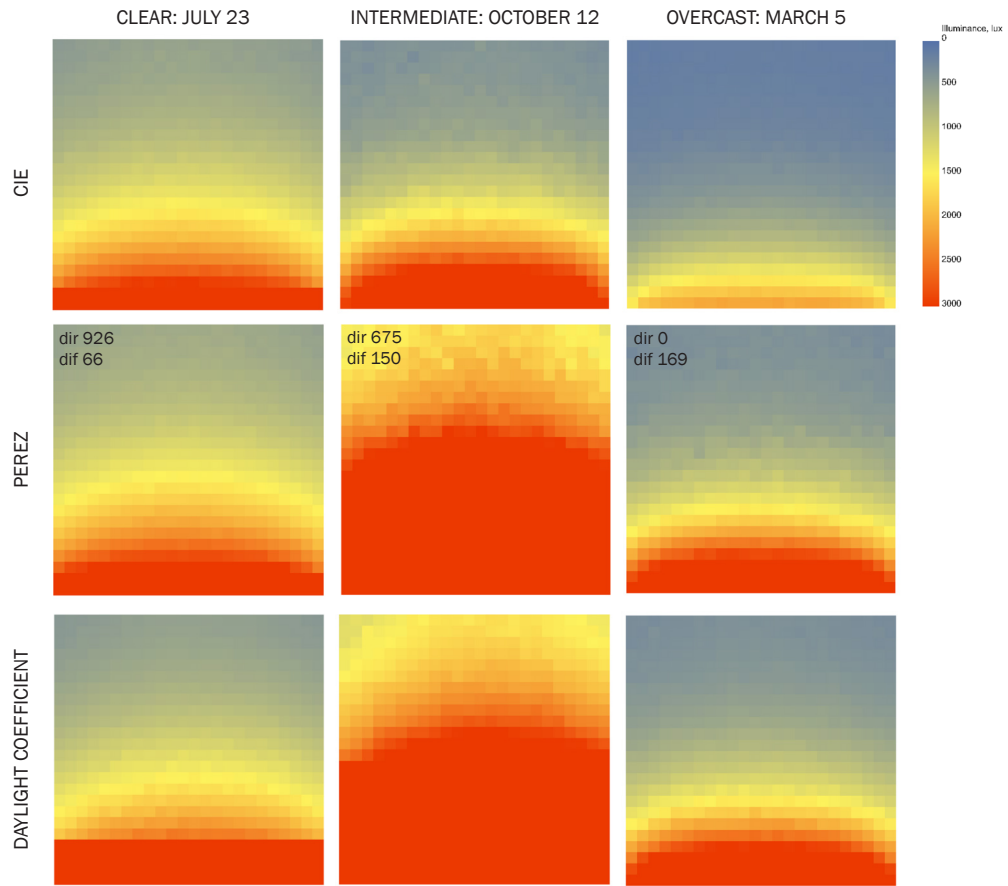 CLEAR: JULY 23
INTERMEDIATE: OCTOBER 12
OVERCAST: MARCH 5
Illuminance, lux
0
500
1000
1500
2000
2500
3000
CIE
PEREZ
dir 926
dif 66
dir 675
dif 150
dir 0
dif 169
DAYLIGHT COEFFICIENT